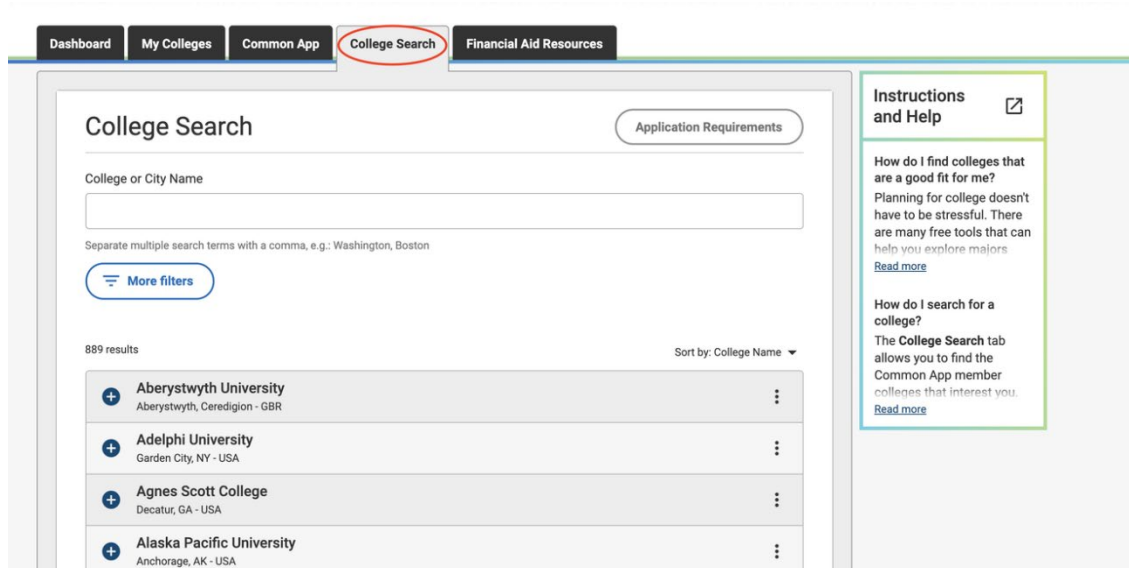 Dashboard
My Colleges
Common App
College Search
Financial Aid Resources
College Search
Application Requirements
College or City Name
Separate multiple search terms with a comma, e.g.: Washington, Boston
More filters
889 results
Sort by: College Name
Aberystwyth University
Aberystwyth, Ceredigion - GBR
Adelphi University
Garden City, NY - USA
Agnes Scott College
Decatur, GA - USA
Alaska Pacific University
Anchorage, AK - USA
Instructions
and Help
How do I find colleges that
are a good fit for me?
Planning for college doesn't
have to be stressful. There
are many free tools that can
help you explore majors
Read more
How do I search for a
college?
The College Search tab
allows you to find the
Common App member
colleges that interest you.
Read more